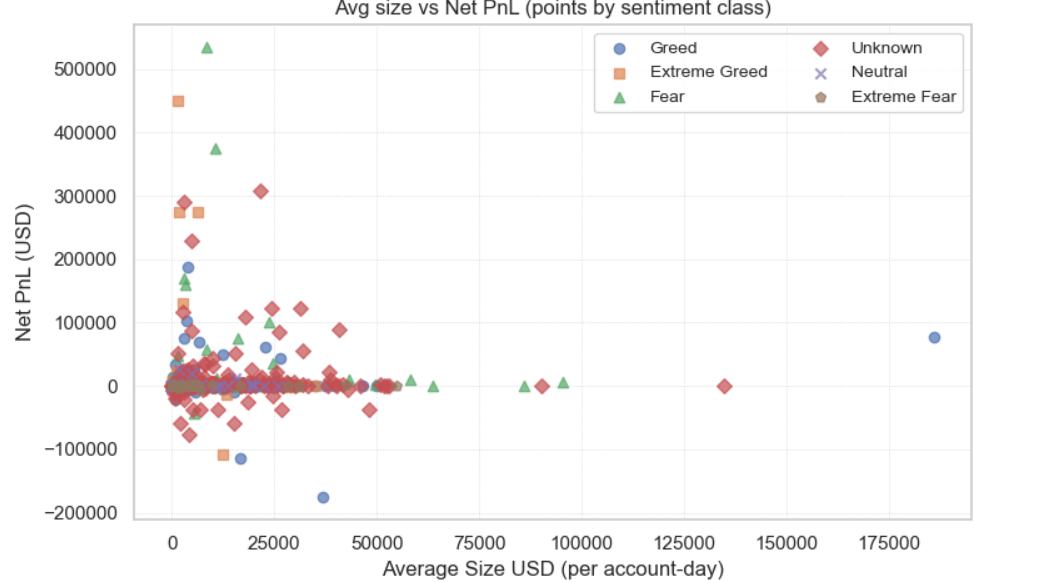 Avg size vs Net PnL (points by sentiment class)
Greed
Extreme Greed
Fear
Unknown
Neutral
Extreme Fear
500000
400000
300000
200000
100000
0
−100000
−200000
Net PnL (USD)
0 25000 50000 75000 100000 125000 150000 175000
Average Size USD (per account-day)